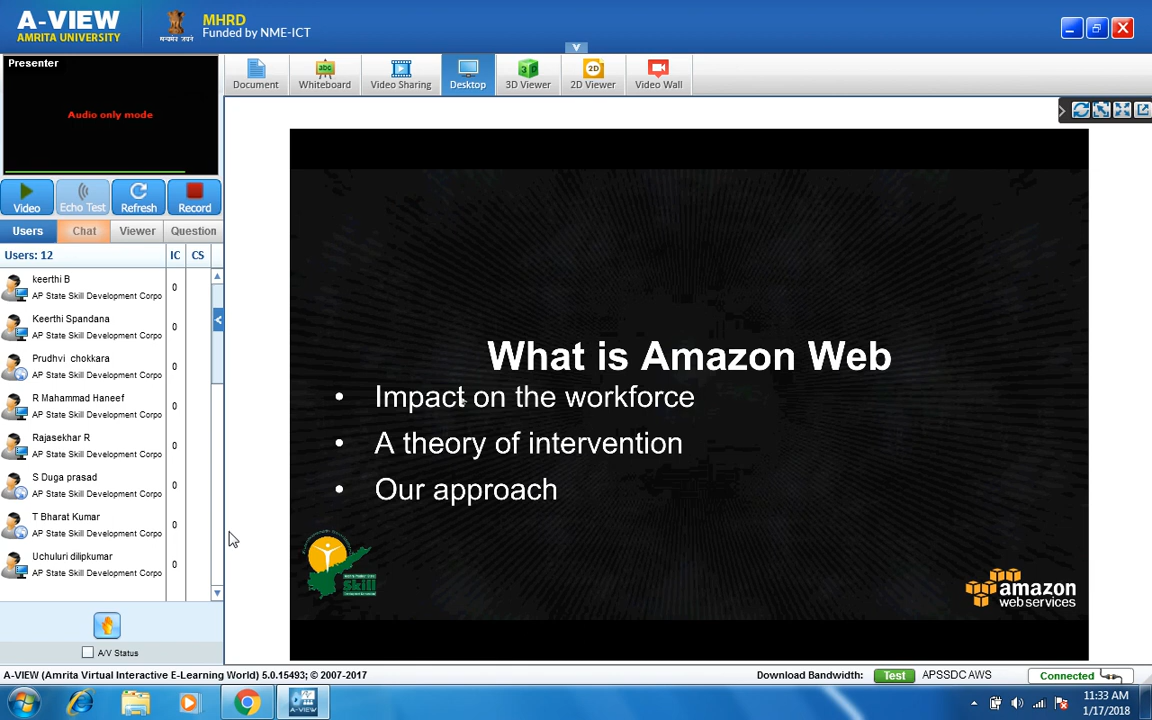 A-VIEW
AMRITA UNIVERSITY
MHRD
Funded by NME-ICT
Presenter
Audio only mode
Document
Whiteboard
Video Sharing
Desktop
3D Viewer
2D Viewer
Video Wall
Video
Echo Test
Refresh
Record
Users
Chat
Viewer
Question
Users: 12
IC
CS
keerthi B
AP State Skill Development Corpo
0
Keerthi Spandana
AP State Skill Development Corpo
0
Prudhvi chokkara
AP State Skill Development Corpo
0
R Mahammad Haneef
AP State Skill Development Corpo
0
Rajasekhar R
AP State Skill Development Corpo
0
S Duga prasad
AP State Skill Development Corpo
0
T Bharat Kumar
AP State Skill Development Corpo
0
Uchuluri dilipkumar
AP State Skill Development Corpo
0
A/V Status
What is Amazon Web
• Impact on the workforce
• A theory of intervention
• Our approach
skill
amazon
webservices
A-VIEW (Amrita Virtual Interactive E-Learning World) 5.0.15493; © 2007-2017
Download Bandwidth:
Test
APSSDC AWS
Connected
11:33 AM
1/17/2018